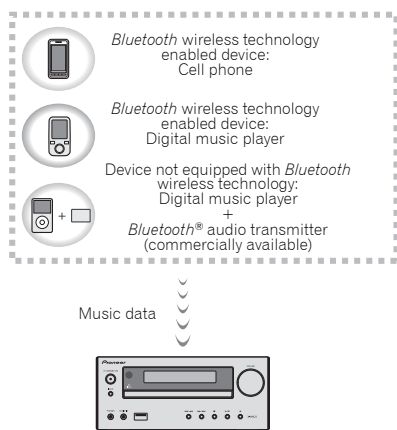 Bluetooth wireless technology
enabled device:
Cell phone
Bluetooth wireless technology
enabled device:
Digital music player
Device not equipped with Bluetooth
wireless technology:
Digital music player
+
Bluetooth® audio transmitter
(commercially available)
+
Music data
Pioneer